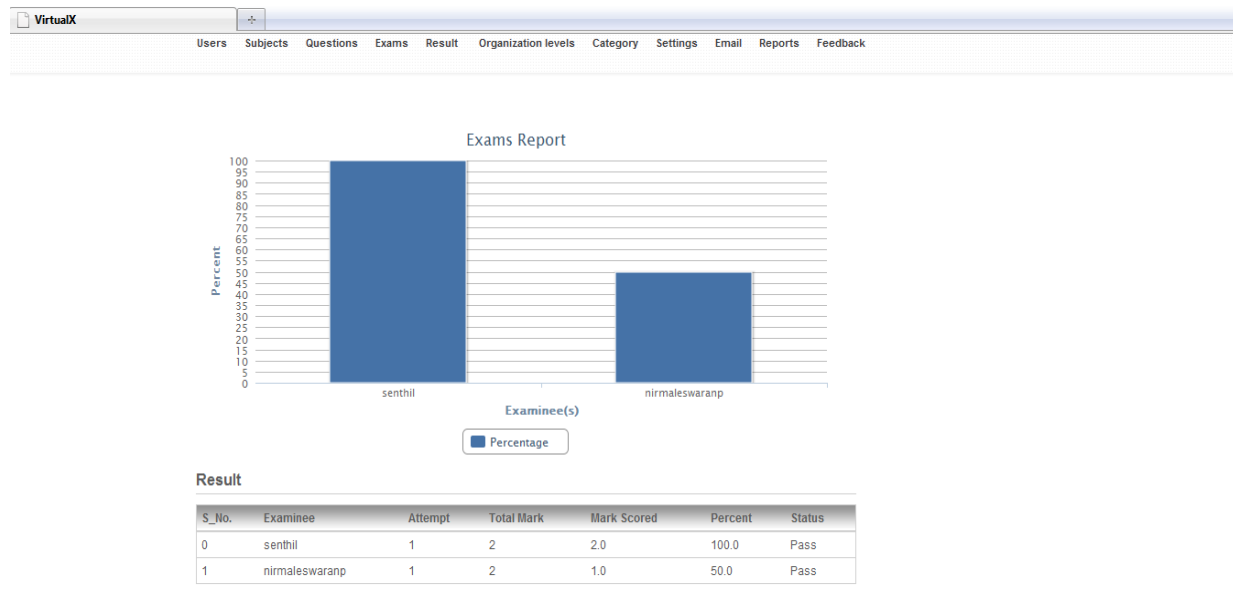 VirtualX
Users Subjects Questions Exams Result Organization levels Category Settings Email Reports Feedback
Exams Report
Percent
100
95
90
85
80
75
70
65
60
55
50
45
40
35
30
25
20
15
10
5
0
senthil nirmaleswaranp
Examinee(s)
Percentage
Result
S_No. Examinee Attempt Total Mark Mark Scored Percent Status
0 senthil 1 2 2.0 100.0 Pass
1 nirmaleswaranp 1 2 1.0 50.0 Pass